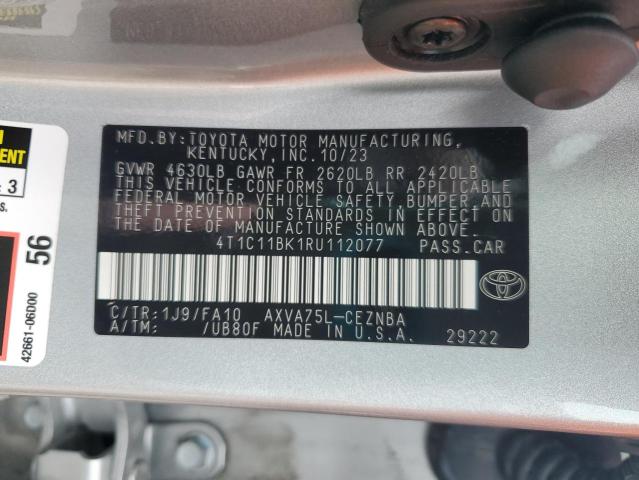 MFD.BY:TOYOTA MOTOR MANUFACTURING,
KENTUCKY,INC.10/23
GVWR 4630LB GAWR FR 2620LB RR 2420LB
THIS VEHICLE CONFORMS TO ALL APPLICABLE
FEDERAL MOTOR VEHICLE SAFETY, BUMPER AND
THEFT PREVENTION STANDARDS IN EFFECT ON
THE DATE OF MANUFACTURE SHOWN ABOVE.
4T1C11BK1RU112077 PASS.CAR
C/TR:1J9/FA10 AXVA75L-CEZNBA
A/TM: /UB80F MADE IN U.S.A.
29222
: 3
s.
56
42661-06D00